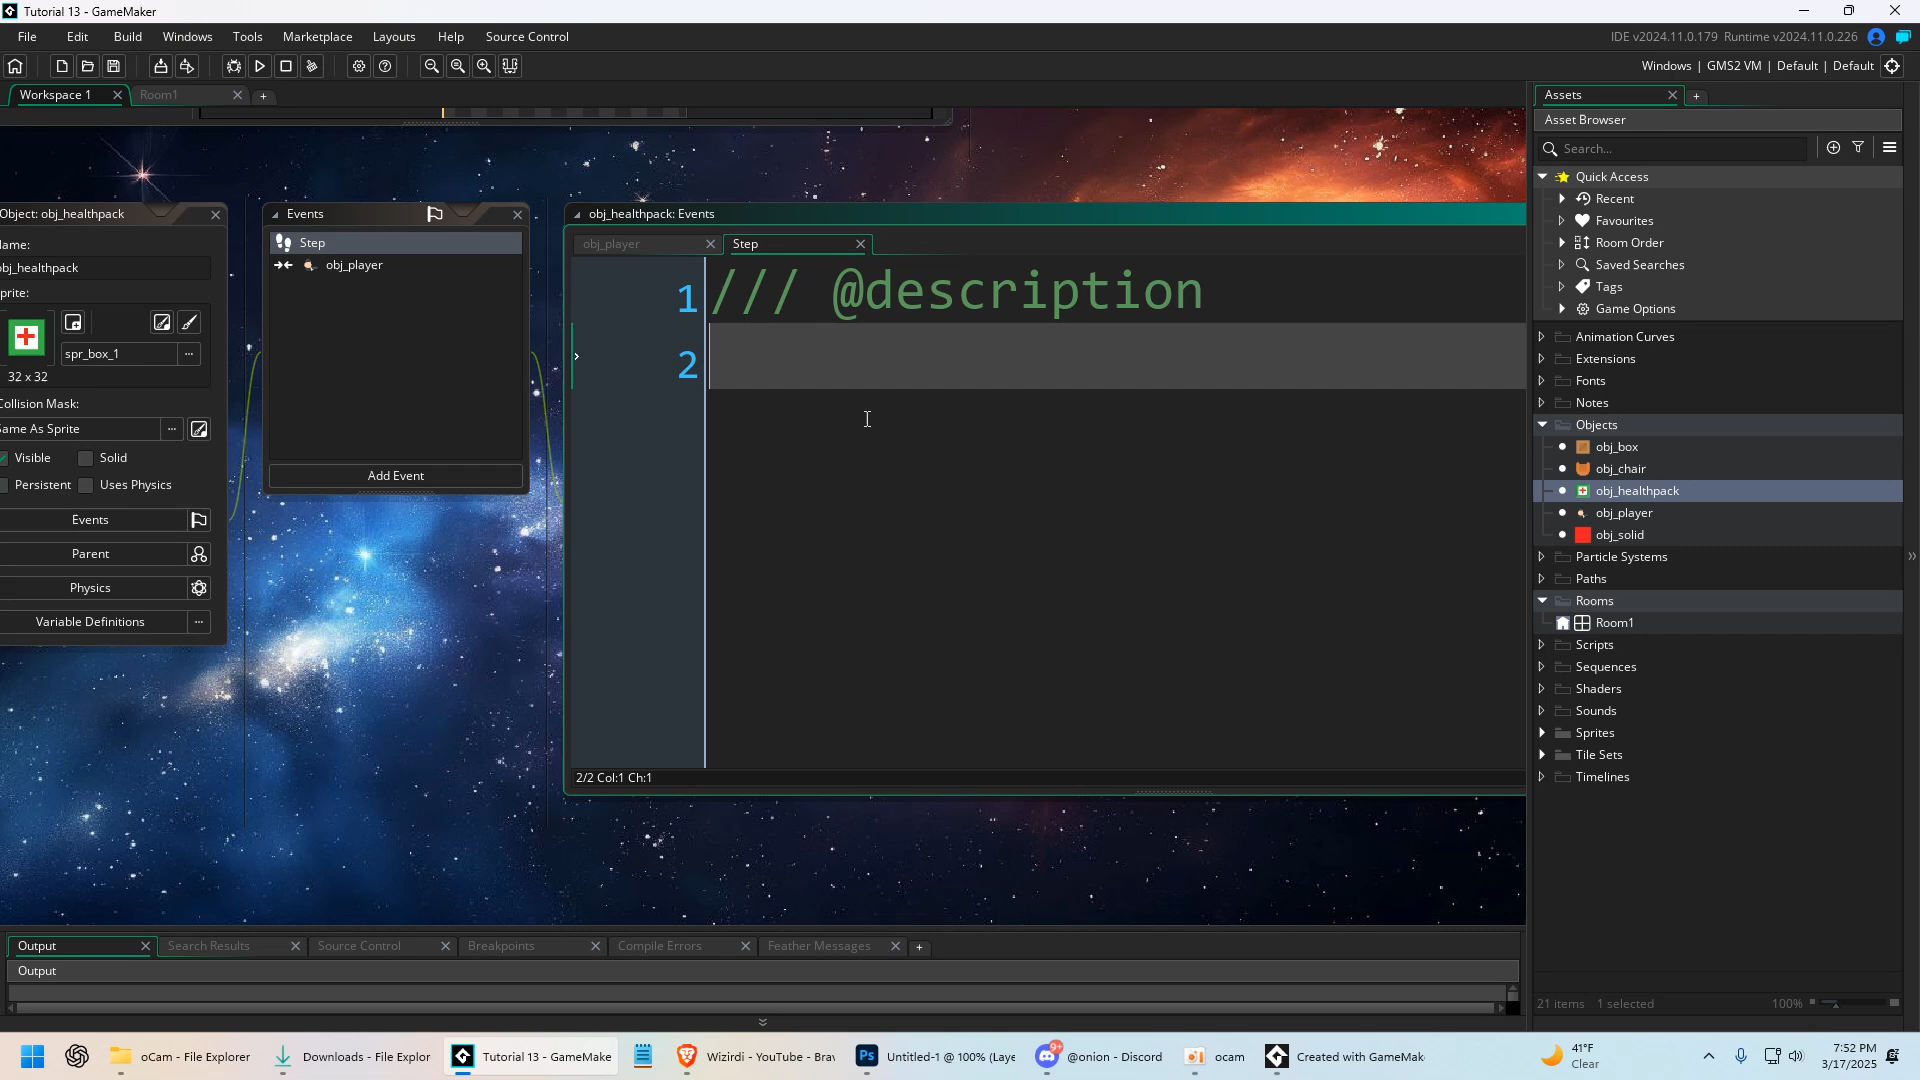 Tutorial 13 - GameMaker
File Edit Build Windows Tools Marketplace Layouts Help Source Control
IDE v2024.11.0.179 Runtime v2024.11.0.226
Windows | GMS2 VM | Default | Default
Workspace 1
Room1
Assets
Asset Browser
Search...
Quick Access
Recent
Favourites
Room Order
Saved Searches
Tags
Game Options
Animation Curves
Extensions
Fonts
Notes
Objects
obj_box
obj_chair
obj_healthpack
obj_player
obj_solid
Particle Systems
Paths
Rooms
Room1
Scripts
Sequences
Shaders
Sounds
Sprites
Tile Sets
Timelines
21 items 1 selected 100%
Object: obj_healthpack
ame:
obj_healthpack
prite:
spr_box_1
32 x 32
Collision Mask:
Same As Sprite
Visible
Solid
Persistent
Uses Physics
Events
Parent
Physics
Variable Definitions
Events
Step
obj_player
Add Event
obj_healthpack: Events
obj_player
Step
1 /// @description
2
2/2 Col:1 Ch:1
Output
Search Results
Source Control
Breakpoints
Compile Errors
Feather Messages
Output
oCam - File Explorer
Downloads - File Explor
Tutorial 13 - GameMake
Wizirdi - YouTube - Brav
Untitled-1 @ 100% (Laye
9+
@onion - Discord
ocam
Created with GameMak
41°F
Clear
7:52 PM
3/17/2025